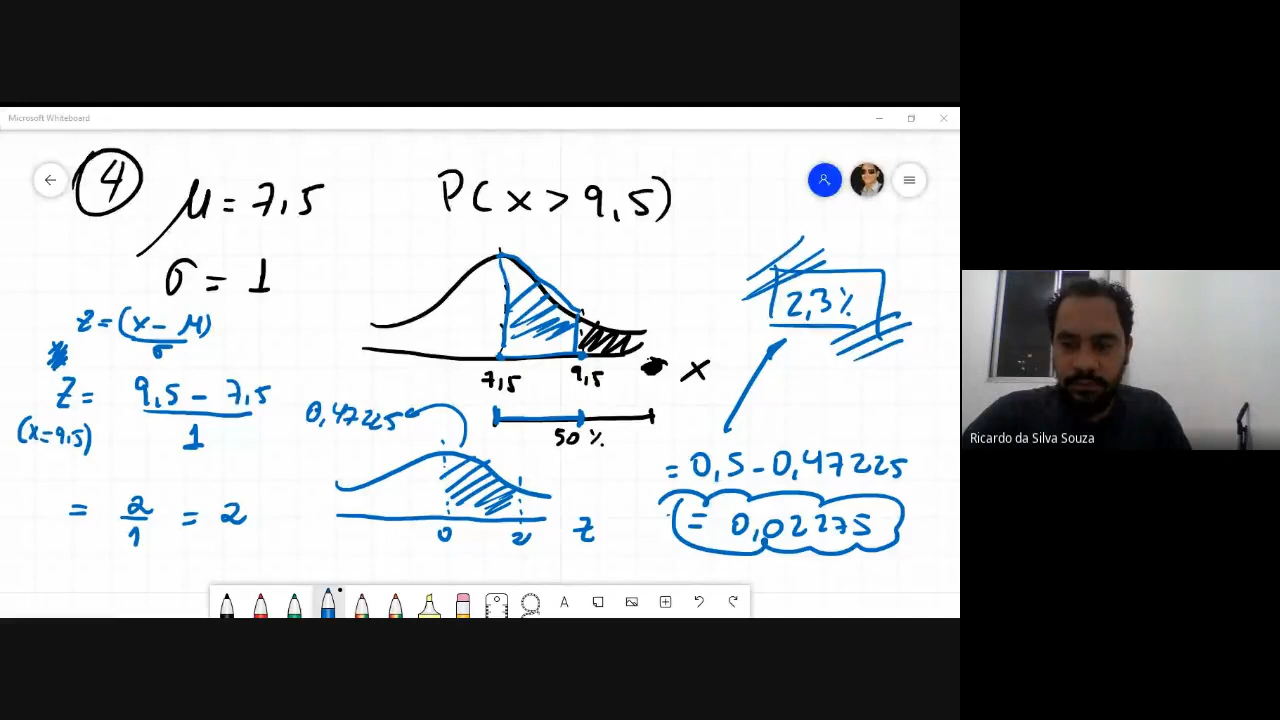 Microsoft Whiteboard
4
μ = 7,5
P(x > 9,5)
σ = 1
z = (x - μ)
σ
2,3%
7,5
9,5
x
z =
9,5 - 7,5
1
(x=9,5)
0,47225
50 %
Ricardo da Silva Souza
= 0,5 - 0,47225
= 2/1 = 2
0
2
z
= 0,02275
A